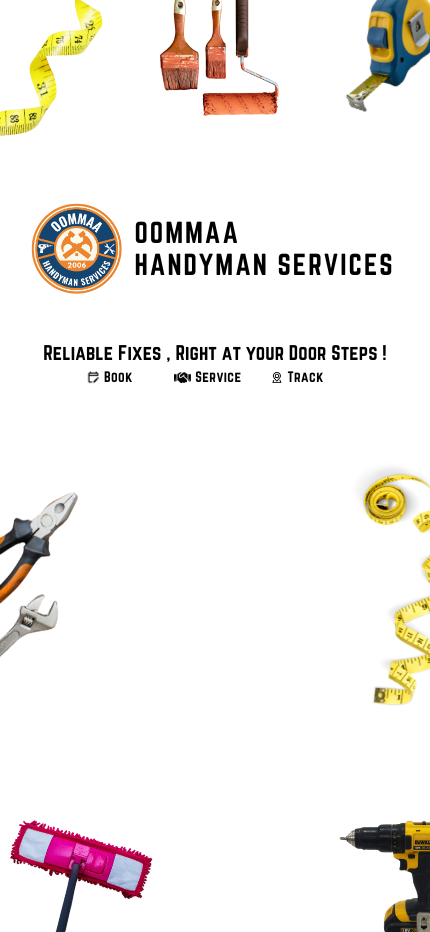 OOMMAA
HANDYMAN SERVICES
OOMMAA
2006
HANDYMAN SERVICES
Reliable Fixes , Right at your Door Steps !
Book Service Track